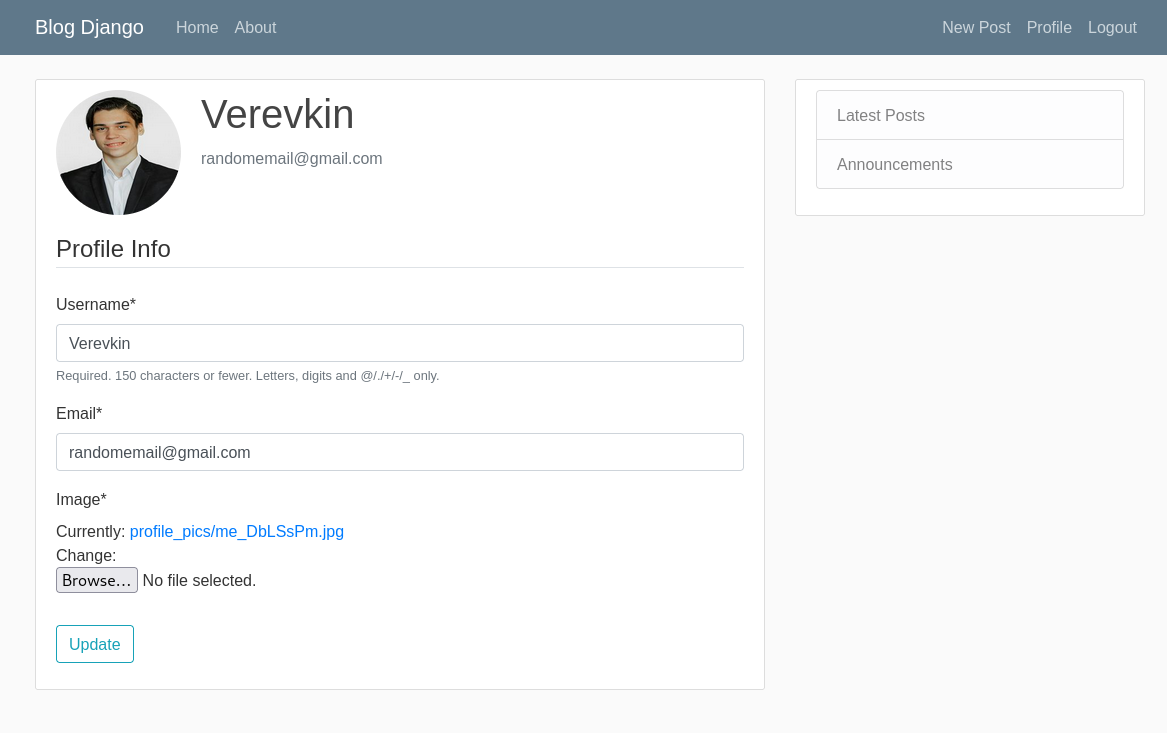 Blog Django Home About New Post Profile Logout
Verevkin
randomemail@gmail.com
Profile Info
Username*
Verevkin
Required. 150 characters or fewer. Letters, digits and @/./+/-/_ only.
Email*
randomemail@gmail.com
Image*
Currently: profile_pics/me_DbLSsPm.jpg
Change:
Browse... No file selected.
Update
Latest Posts
Announcements